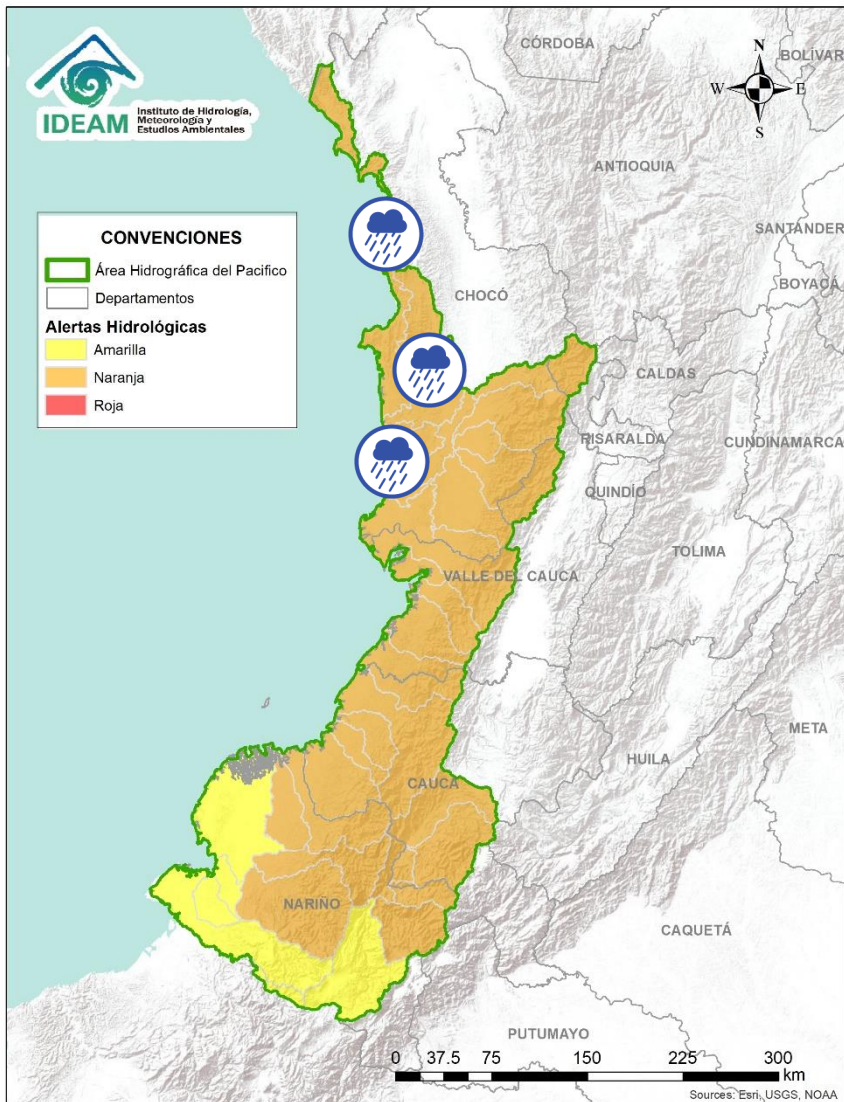 IDEAM
Instituto de Hidrología,
Meteorología y
Estudios Ambientales
N
W
E
S
CÓRDOBA
BOLÍVAR
ANTIOQUIA
SANTANDER
BOYACÁ
CHOCÓ
CALDAS
RISARALDA
CUNDINAMARCA
QUINDÍO
TOLIMA
VALLE DEL CAUCA
META
HUILA
CAUCA
NARIÑO
CAQUETÁ
PUTUMAYO
CONVENCIONES
Área Hidrográfica del Pacifico
Departamentos
Alertas Hidrológicas
Amarilla
Naranja
Roja
0 37.5 75 150 225 300
km
Sources: Esri, USGS, NOAA